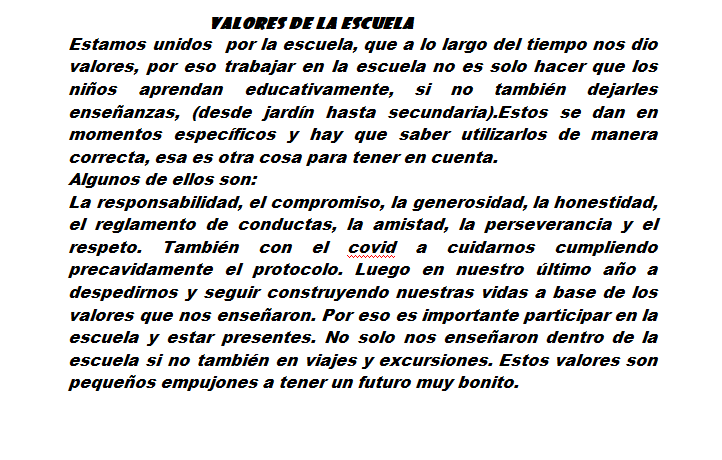 VALORES DE LA ESCUELA
Estamos unidos por la escuela, que a lo largo del tiempo nos dio
valores, por eso trabajar en la escuela no es solo hacer que los
niños aprendan educativamente, si no también dejarles
enseñanzas, (desde jardín hasta secundaria).Estos se dan en
momentos específicos y hay que saber utilizarlos de manera
correcta, esa es otra cosa para tener en cuenta.
Algunos de ellos son:
La responsabilidad, el compromiso, la generosidad, la honestidad,
el reglamento de conductas, la amistad, la perseverancia y el
respeto. También con el covid a cuidarnos cumpliendo
precavidamente el protocolo. Luego en nuestro último año a
despedirnos y seguir construyendo nuestras vidas a base de los
valores que nos enseñaron. Por eso es importante participar en la
escuela y estar presentes. No solo nos enseñaron dentro de la
escuela si no también en viajes y excursiones. Estos valores son
pequeños empujones a tener un futuro muy bonito.